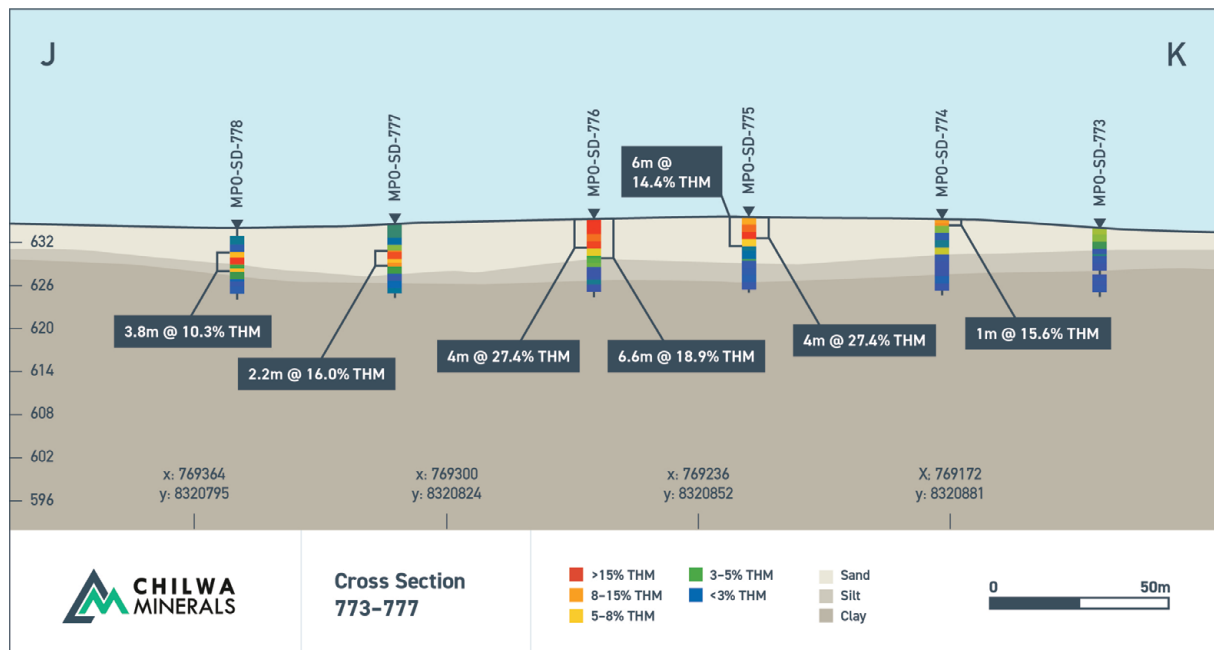 J
K
MPO-SD-778
MPO-SD-777
MPO-SD-776
MPO-SD-775
MPO-SD-774
MPO-SD-773
6m @
14.4% THM
632
626
620
614
608
602
596
3.8m @ 10.3% THM
2.2m @ 16.0% THM
4m @ 27.4% THM
6.6m @ 18.9% THM
4m @ 27.4% THM
1m @ 15.6% THM
x: 769364
y: 8320795
x: 769300
y: 8320824
x: 769236
y: 8320852
X; 769172
y: 8320881
CHILWA
MINERALS
Cross Section
773–777
>15% THM
8–15% THM
5–8% THM
3–5% THM
<3% THM
Sand
Silt
Clay
0
50m